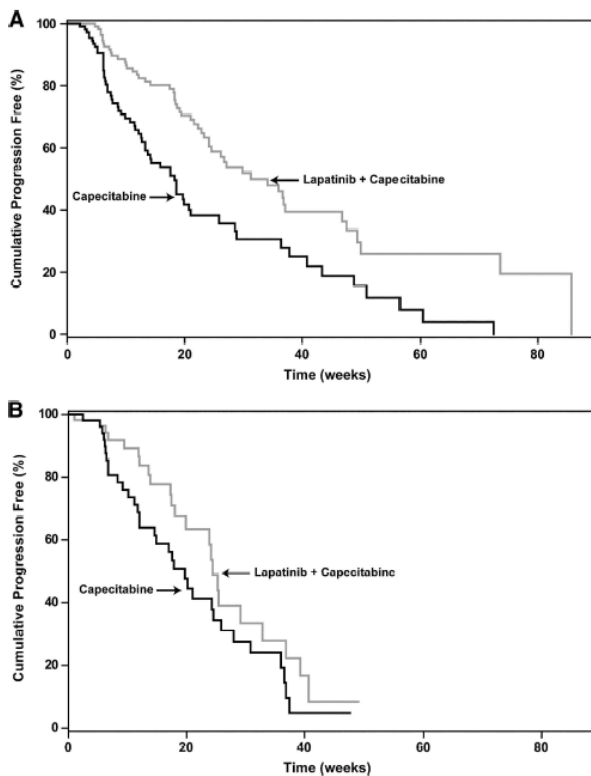 A
100
80
60
40
20
0
Cumulative Progression Free (%)
Lapatinib + Capecitabine
Capecitabine
0 20 40 60 80
Time (weeks)
B
100
80
60
40
20
0
Cumulative Progression Free (%)
Lapatinib + Capecitabine
Capecitabine
0 20 40 60 80
Time (weeks)